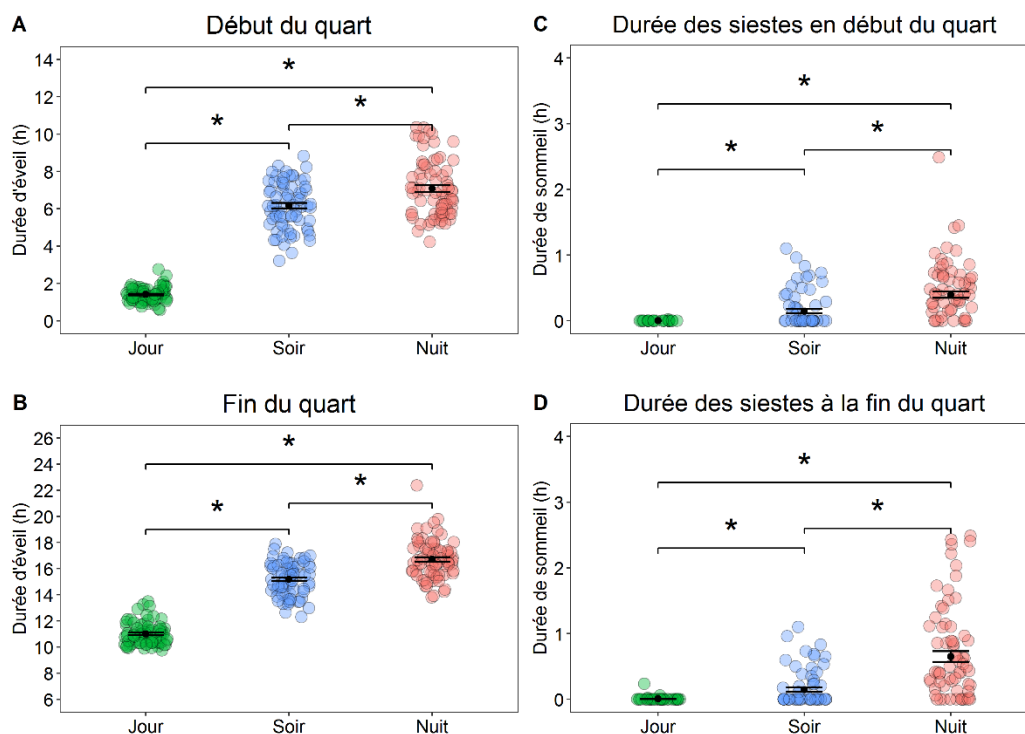 A
Début du quart
Durée d'éveil (h)
14
12
10
8
6
4
2
0
*
*
*
Jour Soir Nuit
B
Fin du quart
Durée d'éveil (h)
26
24
22
20
18
16
14
12
10
8
6
*
*
*
Jour Soir Nuit
C
Durée des siestes en début du quart
Durée de sommeil (h)
4
3
2
1
0
*
*
*
Jour Soir Nuit
D
Durée des siestes à la fin du quart
Durée de sommeil (h)
4
3
2
1
0
*
*
*
Jour Soir Nuit